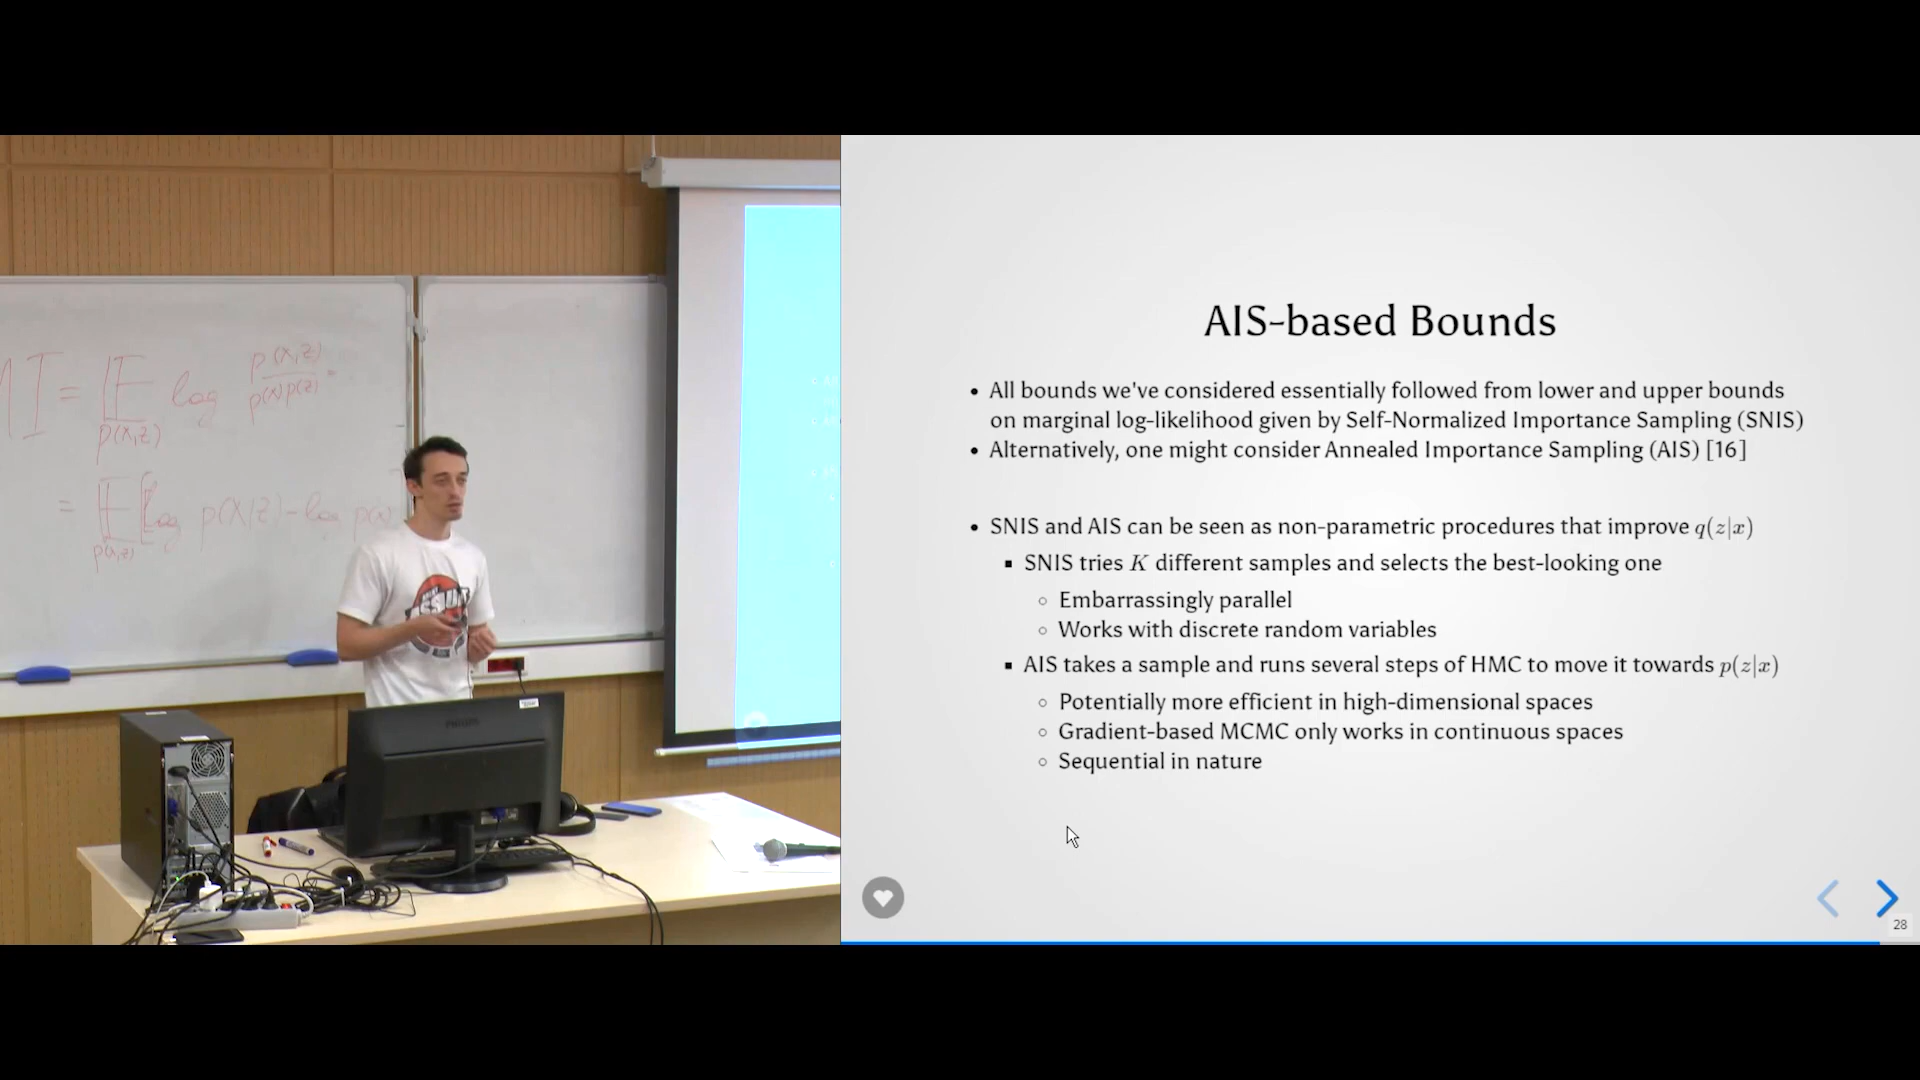 MI = E log p(x,z)
p(x)p(z) =
p(x,z)
= E [log p(x|z) - log p(x)
p(x,z)
PHILIPS
AIS-based Bounds
• All bounds we've considered essentially followed from lower and upper bounds
on marginal log-likelihood given by Self-Normalized Importance Sampling (SNIS)
• Alternatively, one might consider Annealed Importance Sampling (AIS) [16]
• SNIS and AIS can be seen as non-parametric procedures that improve q(z|x)
▪ SNIS tries K different samples and selects the best-looking one
◦ Embarrassingly parallel
◦ Works with discrete random variables
▪ AIS takes a sample and runs several steps of HMC to move it towards p(z|x)
◦ Potentially more efficient in high-dimensional spaces
◦ Gradient-based MCMC only works in continuous spaces
◦ Sequential in nature
28